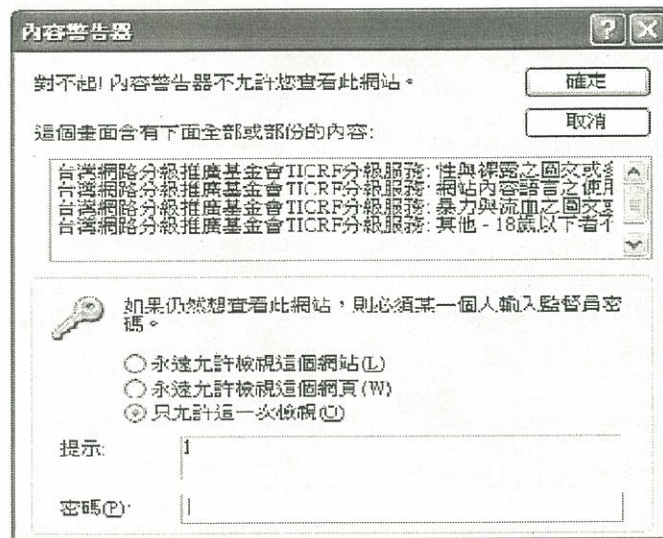 內容警告器
對不起! 內容警告器不允許您查看此網站。
確定
取消
這個畫面含有下面全部或部份的內容:
台灣網路分級推廣基金會TICRF分級服務: 性與裸露之圖文或
台灣網路分級推廣基金會TICRF分級服務: 網站內容語言之使用
台灣網路分級推廣基金會TICRF分級服務: 暴力與流血之圖文
台灣網路分級推廣基金會TICRF分級服務: 其他 - 18歲以下者不
如果仍然想查看此網站，則必須某一個人輸入監督員密
碼。
永遠允許檢視這個網站(L)
永遠允許檢視這個網頁(W)
只允許這一次檢視(O)
提示:
1
密碼(P):